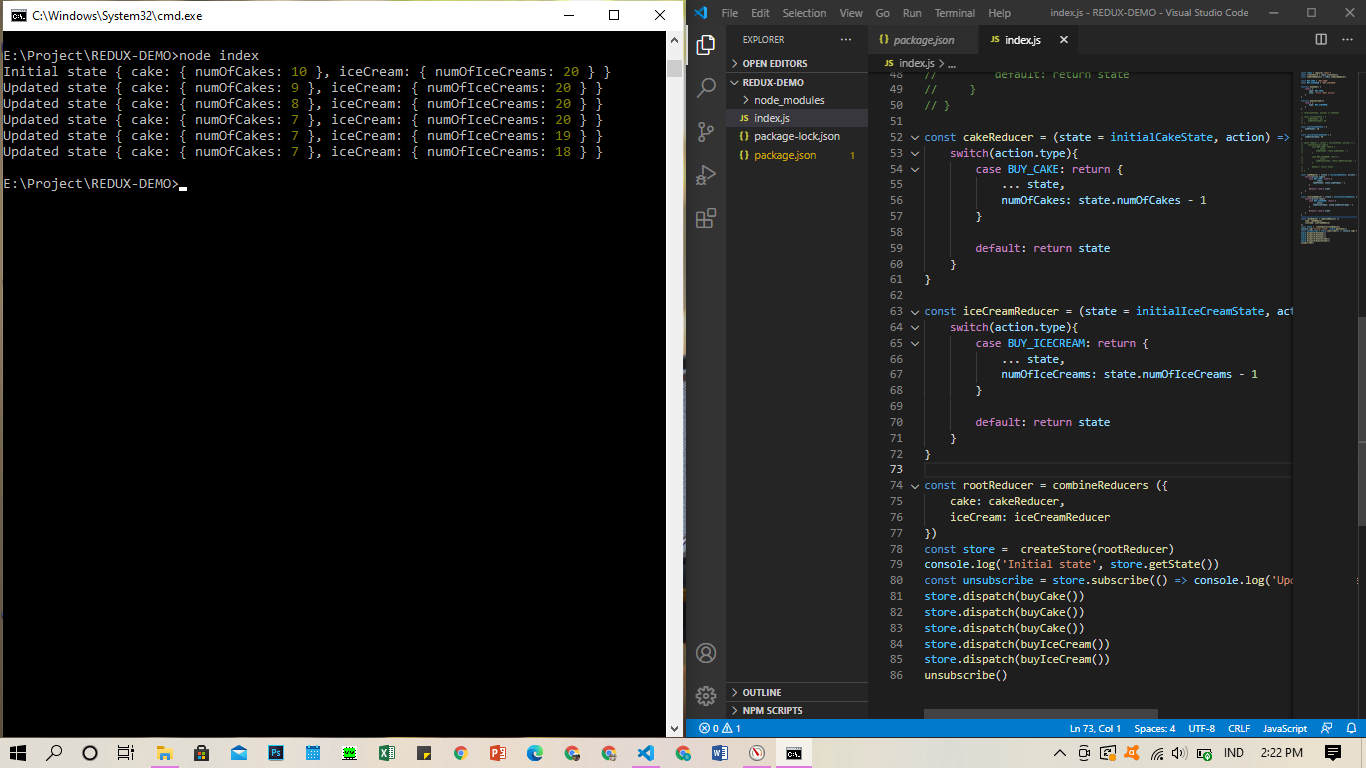 C:\Windows\System32\cmd.exe
E:\Project\REDUX-DEMO>node index
Initial state { cake: { numOfCakes: 10 }, iceCream: { numOfIceCreams: 20 } }
Updated state { cake: { numOfCakes: 9 }, iceCream: { numOfIceCreams: 20 } }
Updated state { cake: { numOfCakes: 8 }, iceCream: { numOfIceCreams: 20 } }
Updated state { cake: { numOfCakes: 7 }, iceCream: { numOfIceCreams: 20 } }
Updated state { cake: { numOfCakes: 7 }, iceCream: { numOfIceCreams: 19 } }
Updated state { cake: { numOfCakes: 7 }, iceCream: { numOfIceCreams: 18 } }
E:\Project\REDUX-DEMO>
File Edit Selection View Go Run Terminal Help index.js - REDUX-DEMO - Visual Studio Code
EXPLORER
OPEN EDITORS
REDUX-DEMO
node_modules
JS index.js
{} package-lock.json
{} package.json 1
OUTLINE
NPM SCRIPTS
{} package.json JS index.js
JS index.js > ...
48 // default: return state
49 // }
50 // }
51
52 const cakeReducer = (state = initialCakeState, action) =>
53 switch(action.type){
54 case BUY_CAKE: return {
55 ... state,
56 numOfCakes: state.numOfCakes - 1
57 }
58
59 default: return state
60 }
61 }
62
63 const iceCreamReducer = (state = initialIceCreamState, act
64 switch(action.type){
65 case BUY_ICECREAM: return {
66 ... state,
67 numOfIceCreams: state.numOfIceCreams - 1
68 }
69
70 default: return state
71 }
72 }
73
74 const rootReducer = combineReducers ({
75 cake: cakeReducer,
76 iceCream: iceCreamReducer
77 })
78 const store =  createStore(rootReducer)
79 console.log('Initial state', store.getState())
80 const unsubscribe = store.subscribe(() => console.log('Upd
81 store.dispatch(buyCake())
82 store.dispatch(buyCake())
83 store.dispatch(buyCake())
84 store.dispatch(buyIceCream())
85 store.dispatch(buyIceCream())
86 unsubscribe()
0 1 Ln 73, Col 1 Spaces: 4 UTF-8 CRLF JavaScript
Ps
IND 2:22 PM